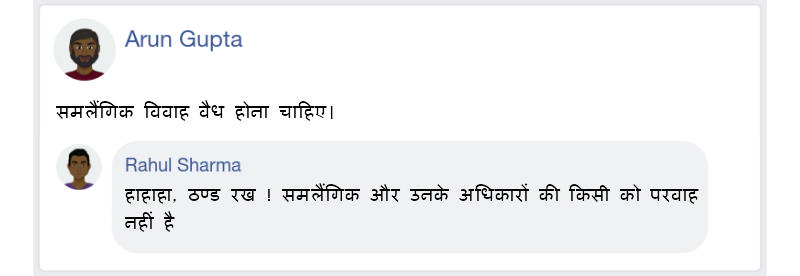 Arun Gupta
समलैंगिक विवाह वैध होना चाहिए।
Rahul Sharma
हाहाहा, ठण्ड रख ! समलैंगिक और उनके अधिकारों की किसी को परवाह
नहीं है